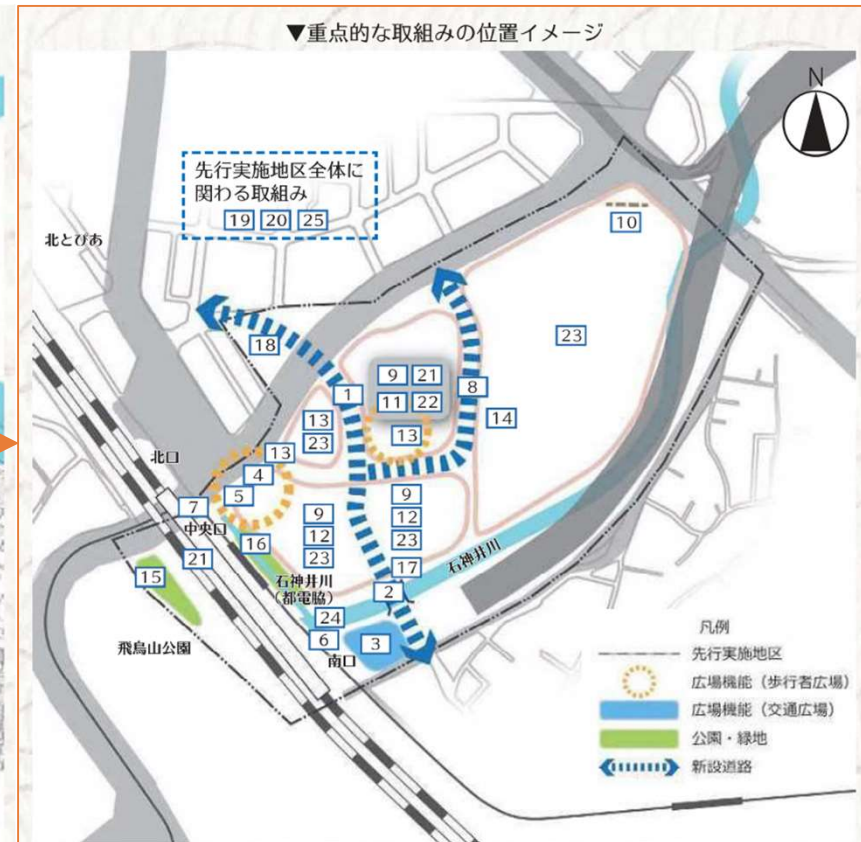 ▼重点的な取組みの位置イメージ
N
先行実施地区全体に
関わる取組み
19 20 25
北とぴあ
10
18
23
1
9 21
11 22
8
13
23
13
14
13
4
5
北口
7
中央口
9
12
23
9
12
23
17
16
21
15
石神井川
(都電脇)
石神井川
2
24
6
3
南口
飛鳥山公園
凡例
先行実施地区
広場機能（歩行者広場）
広場機能（交通広場）
公園・緑地
新設道路